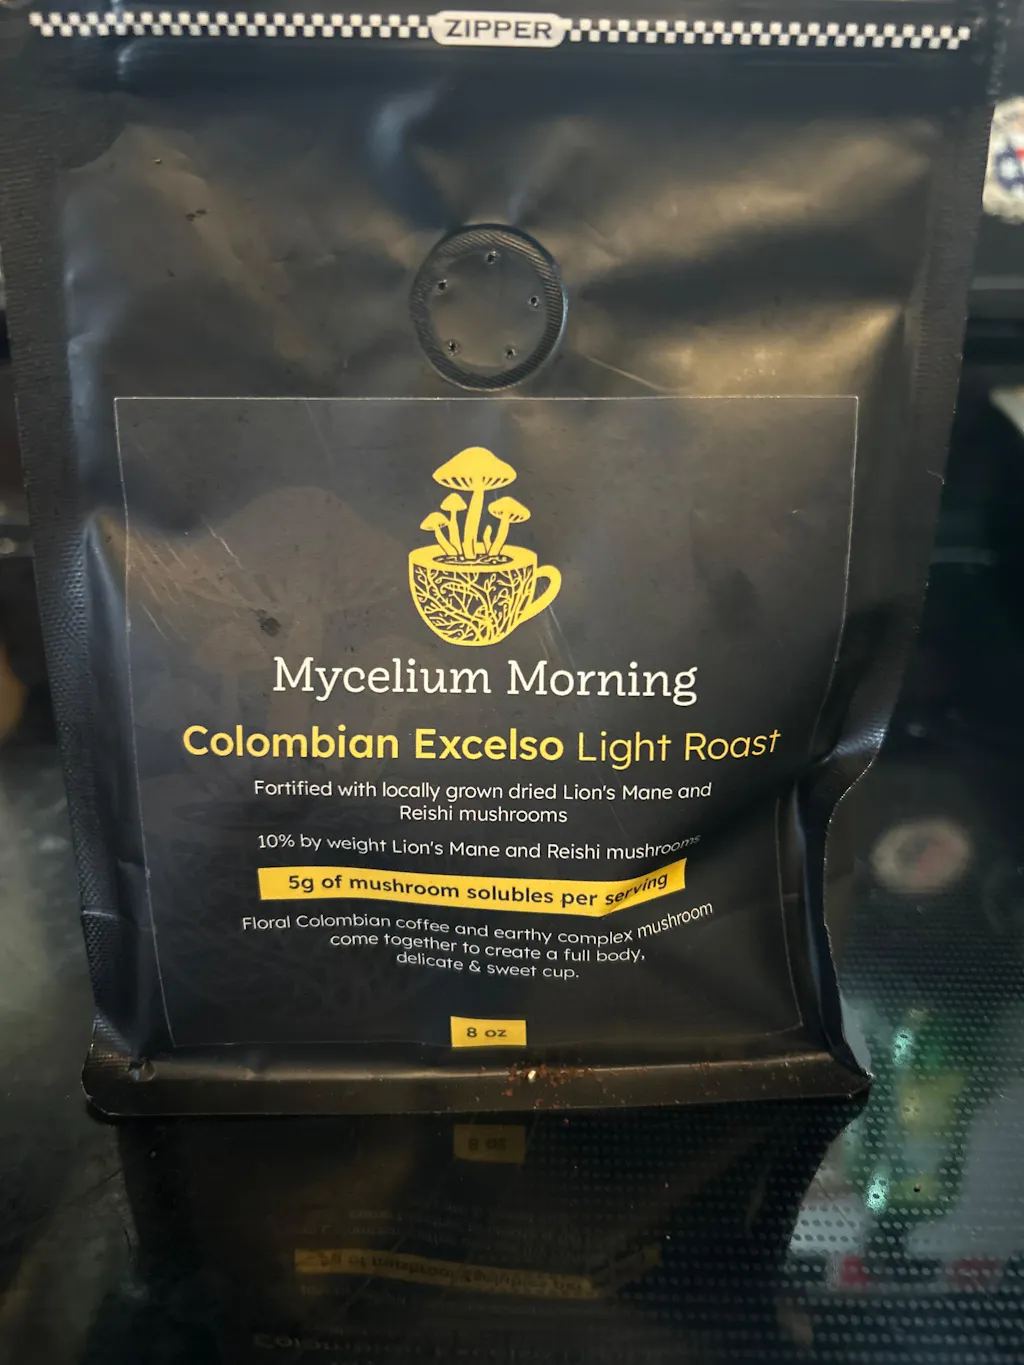 ZIPPER
Mycelium Morning
Colombian Excelso Light Roast
Fortified with locally grown dried Lion's Mane and
Reishi mushrooms
10% by weight Lion's Mane and Reishi mushrooms
5g of mushroom solubles per serving
Floral Colombian coffee and earthy complex mushroom
come together to create a full body,
delicate & sweet cup.
8 oz